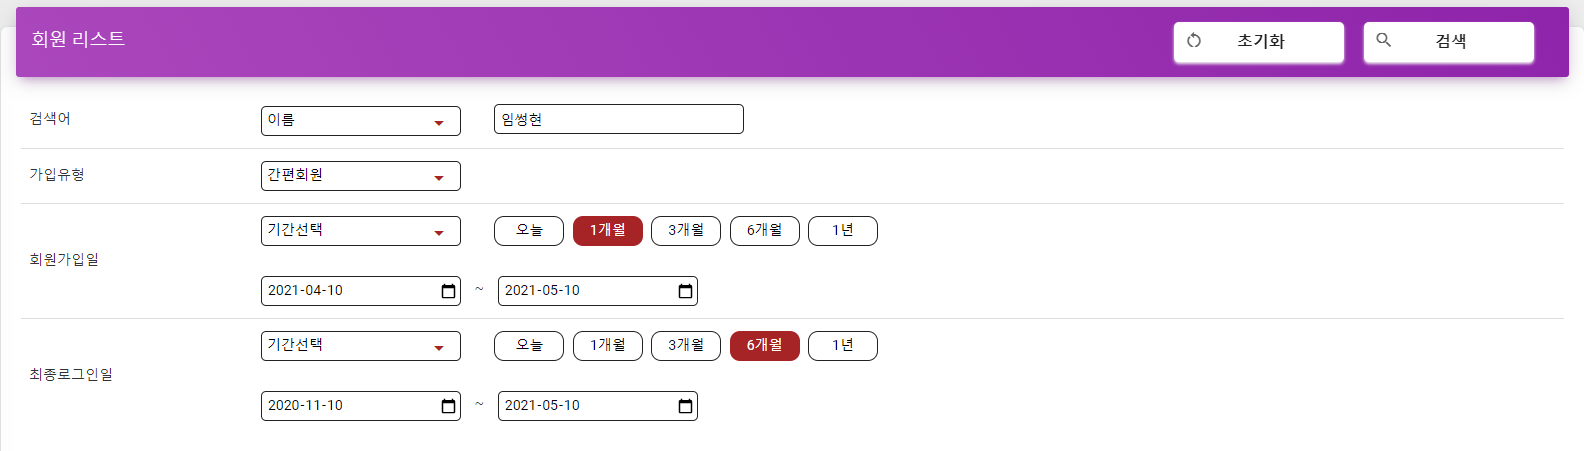 회원 리스트 초기화 검색
검색어 이름 임썽현
가입유형 간편회원
기간선택 오늘 1개월 3개월 6개월 1년
회원가입일
2021-04-10 ~ 2021-05-10
기간선택 오늘 1개월 3개월 6개월 1년
최종로그인일
2020-11-10 ~ 2021-05-10